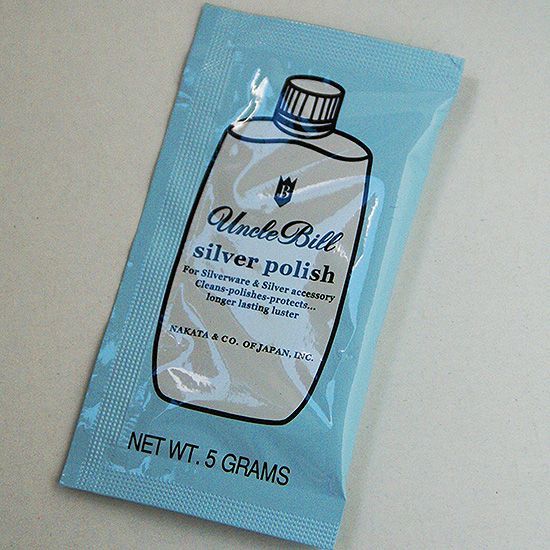 B
Uncle Bill
silver polish
For Silverware & Silver accessory
Cleans-polishes-protects...
longer lasting luster
NAKATA & CO. OF JAPAN, INC.
NET WT. 5 GRAMS